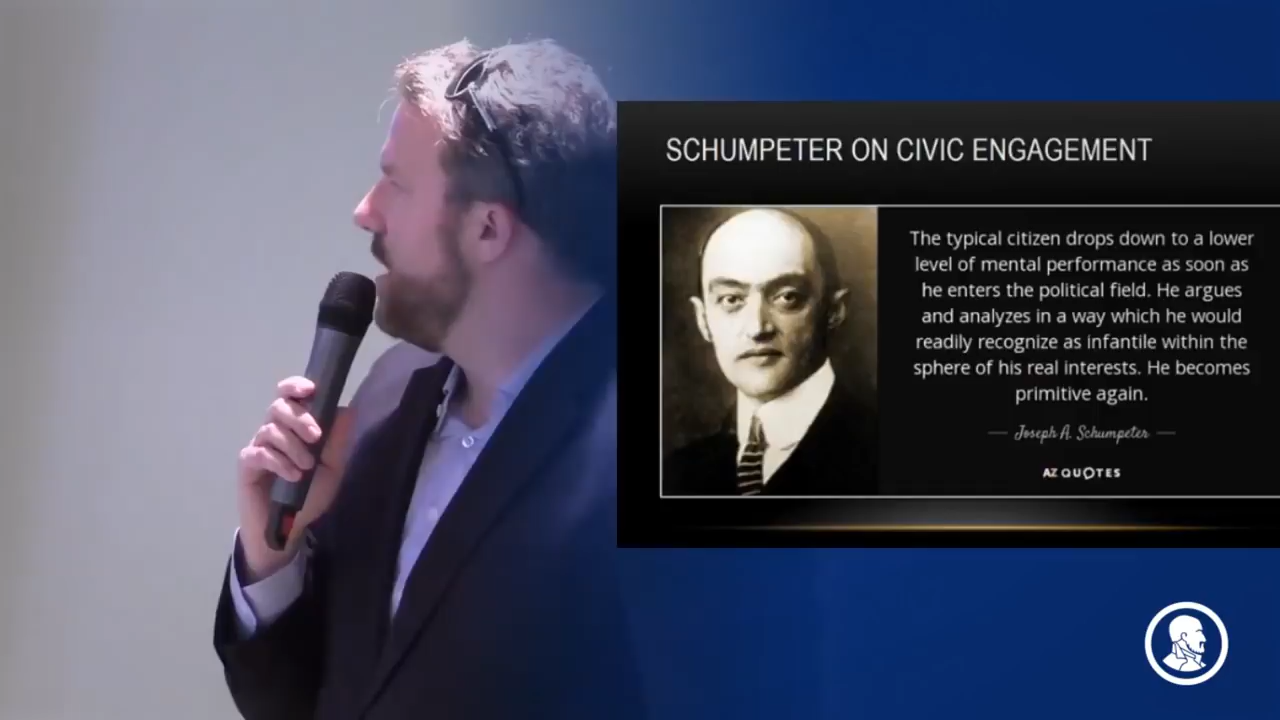 SCHUMPETER ON CIVIC ENGAGEMENT
The typical citizen drops down to a lower
level of mental performance as soon as
he enters the political field. He argues
and analyzes in a way which he would
readily recognize as infantile within the
sphere of his real interests. He becomes
primitive again.
Joseph A. Schumpeter
AZ QUOTES